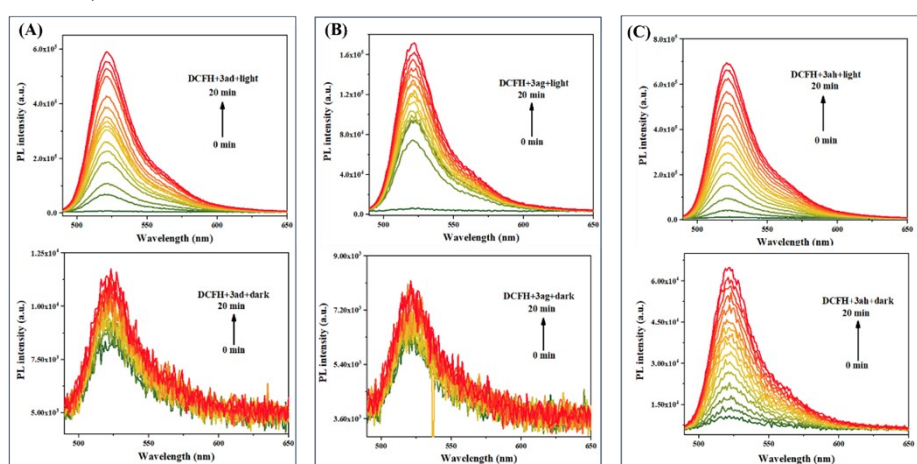 (A)
6.0x10⁵
4.0x10⁵
2.0x10⁵
0.0
PL intensity (a.u.)
DCFH+3ad+light
20 min
0 min
500 550 600 650
Wavelength (nm)
1.25x10⁴
1.00x10⁴
7.50x10³
5.00x10³
PL intensity (a.u.)
DCFH+3ad+dark
20 min
0 min
500 550 600 650
Wavelength (nm)
(B)
1.6x10⁵
1.2x10⁵
8.0x10⁴
4.0x10⁴
0.0
PL intensity (a.u.)
DCFH+3ag+light
20 min
0 min
500 550 600 650
Wavelength (nm)
9.00x10³
7.20x10³
5.40x10³
3.60x10³
PL intensity (a.u.)
DCFH+3ag+dark
20 min
0 min
500 550 600 650
Wavelength (nm)
(C)
8.0x10⁵
6.0x10⁵
4.0x10⁵
2.0x10⁵
0.0
PL intensity (a.u.)
DCFH+3ah+light
20 min
0 min
500 550 600 650
Wavelength (nm)
6.00x10⁴
4.50x10⁴
3.00x10⁴
1.50x10⁴
PL intensity (a.u.)
DCFH+3ah+dark
20 min
0 min
500 550 600 650
Wavelength (nm)